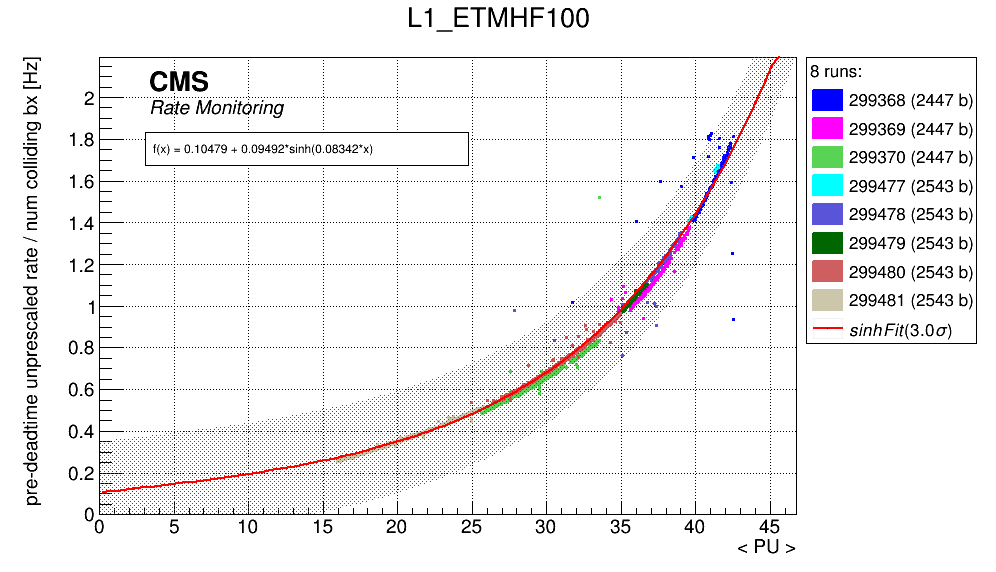 L1_ETMHF100
pre-deadtime unprescaled rate / num colliding bx [Hz]
CMS
Rate Monitoring
f(x) = 0.10479 + 0.09492*sinh(0.08342*x)
2
1.8
1.6
1.4
1.2
1
0.8
0.6
0.4
0.2
0
0 5 10 15 20 25 30 35 40 45
< PU >
8 runs:
299368 (2447 b)
299369 (2447 b)
299370 (2447 b)
299477 (2543 b)
299478 (2543 b)
299479 (2543 b)
299480 (2543 b)
299481 (2543 b)
sinhFit(3.0σ)